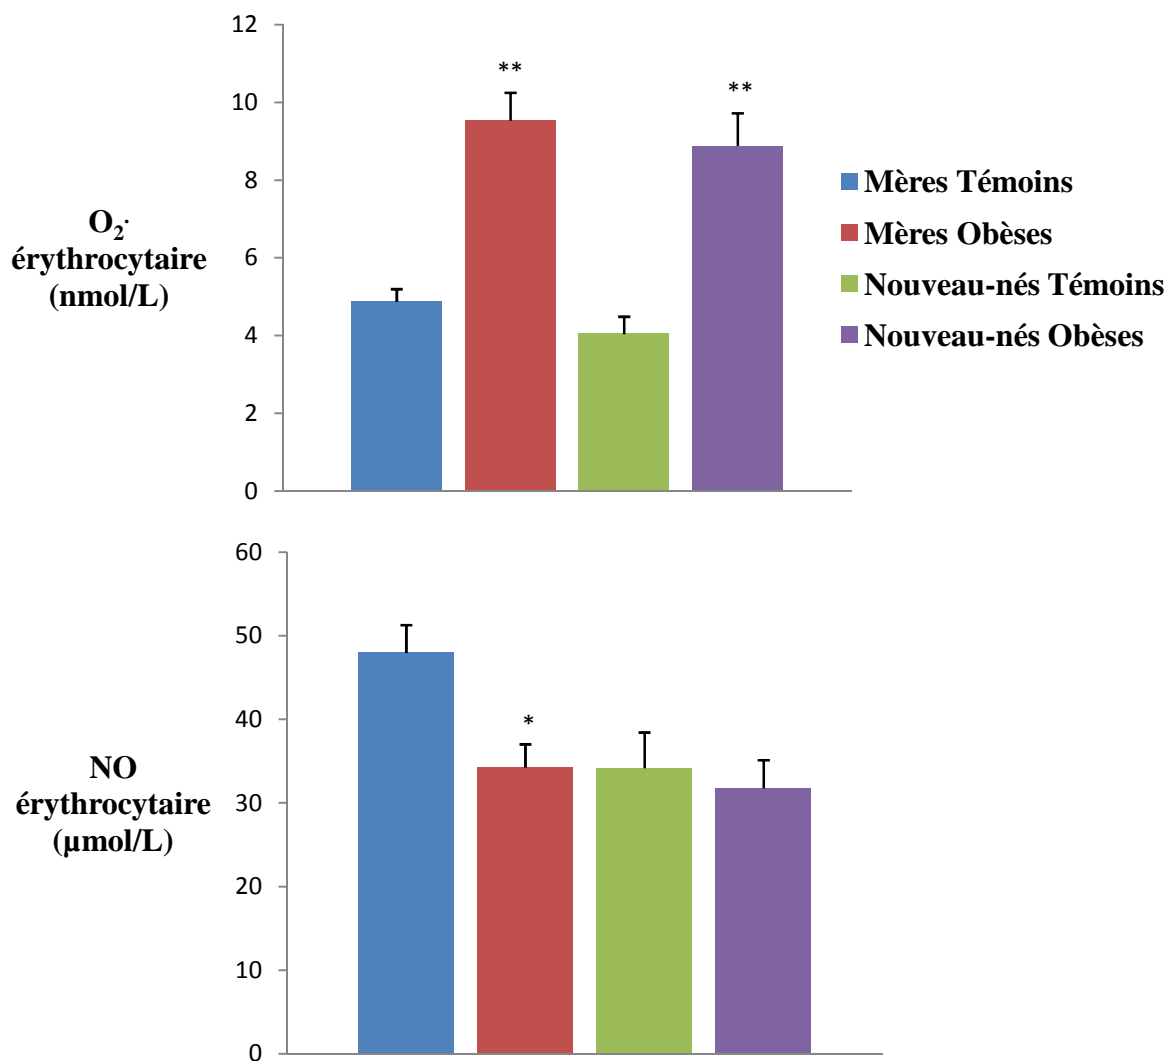 12
10
8
6
4
2
0
**
**
O₂·
érythrocytaire
(nmol/L)
Mères Témoins
Mères Obèses
Nouveau-nés Témoins
Nouveau-nés Obèses
60
50
40
30
20
10
0
*
NO
érythrocytaire
(µmol/L)